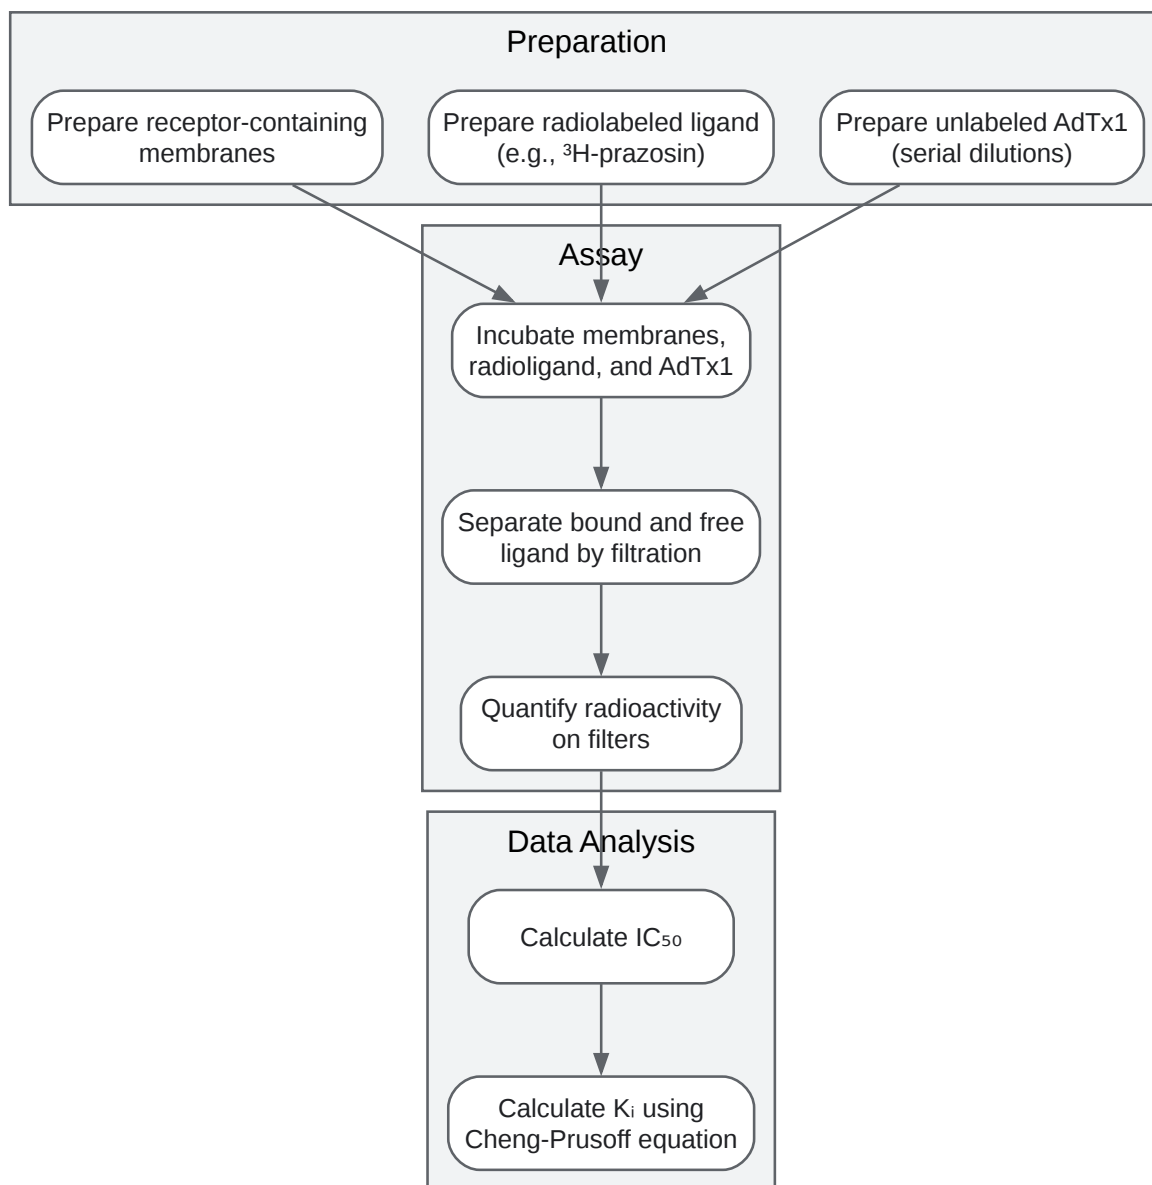 Preparation
Prepare receptor-containing
membranes
Prepare radiolabeled ligand
(e.g., ³H-prazosin)
Prepare unlabeled AdTx1
(serial dilutions)
Assay
Incubate membranes,
radioligand, and AdTx1
Separate bound and free
ligand by filtration
Quantify radioactivity
on filters
Data Analysis
Calculate IC₅₀
Calculate Kᵢ using
Cheng-Prusoff equation